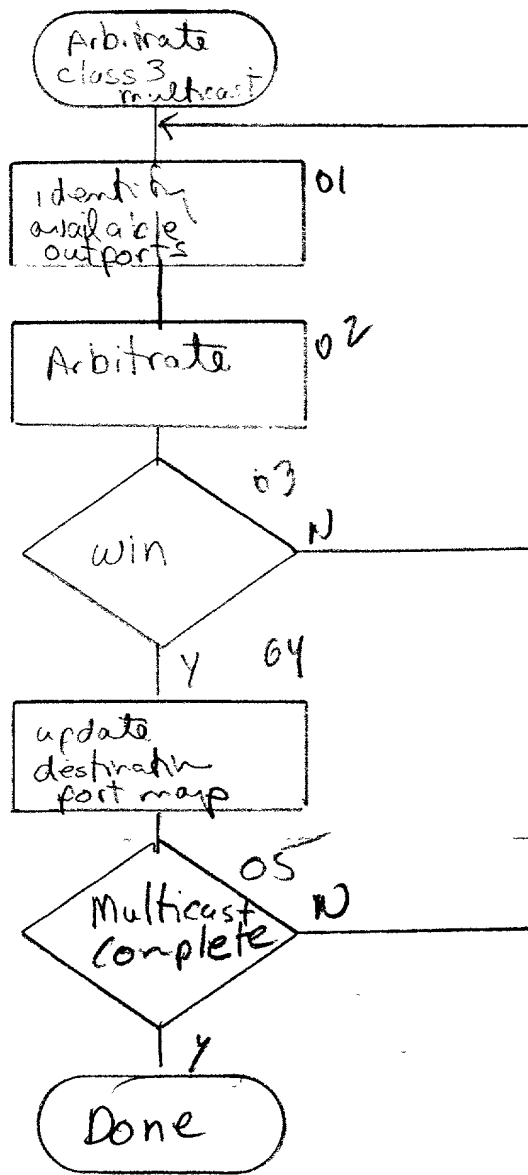 Arbitrate
class 3
multicast
identify
available
outports
01
Arbitrate
02
03
win
N
Y
04
update
destination
port map
05
Multicast
complete
N
Y
Done